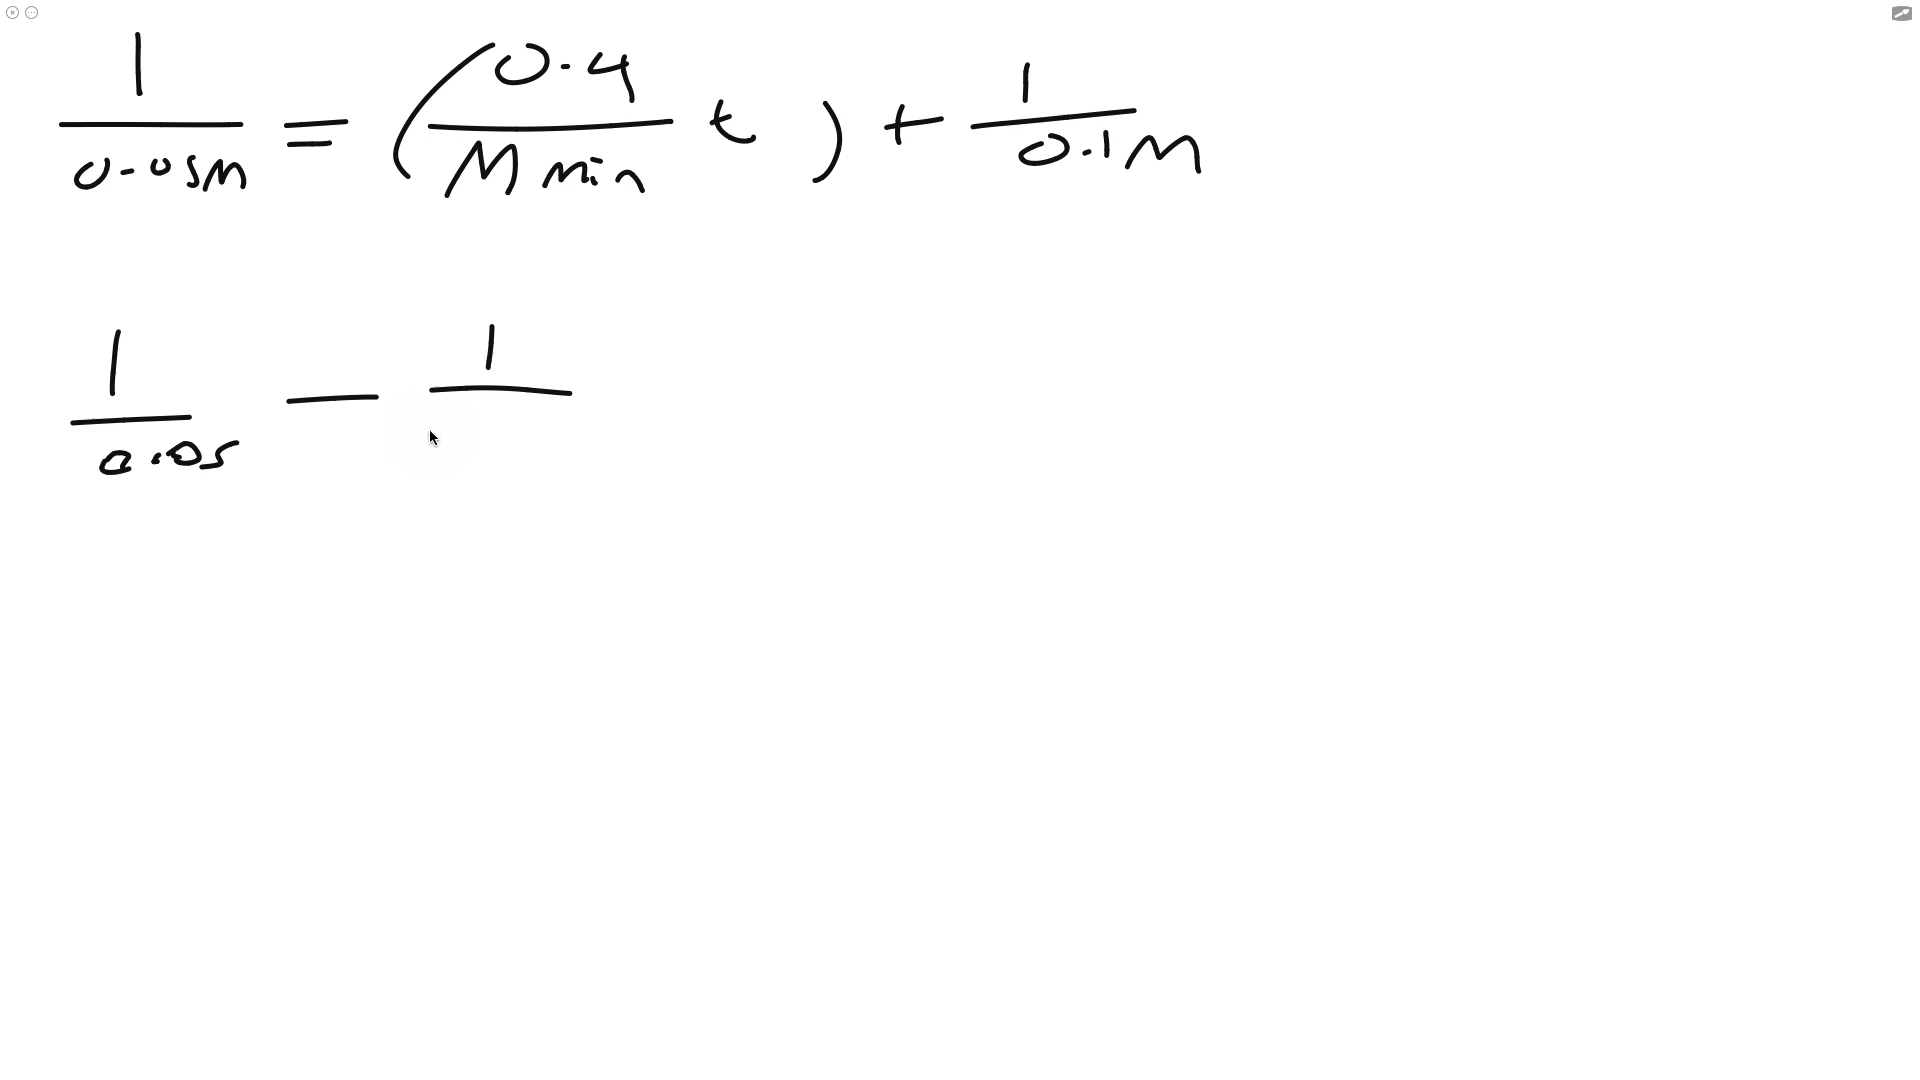 1/0.05M = (0.4/M min t) + 1/0.1M
1/0.05 — 1/